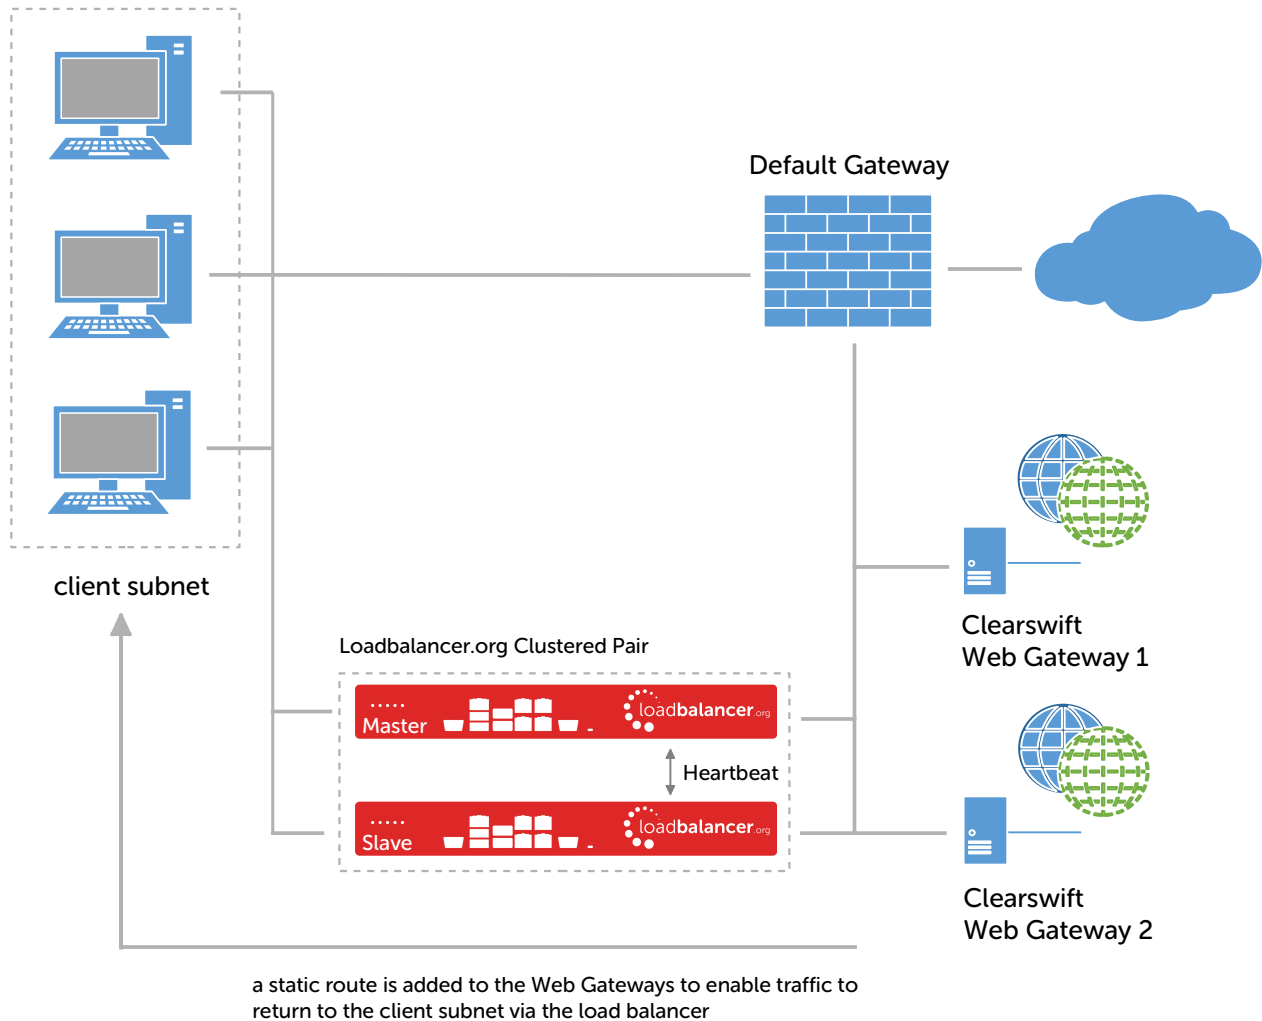 Default Gateway
client subnet
Loadbalancer.org Clustered Pair
Master
loadbalancer.org
Heartbeat
Slave
loadbalancer.org
Clearswift
Web Gateway 1
Clearswift
Web Gateway 2
a static route is added to the Web Gateways to enable traffic to
return to the client subnet via the load balancer